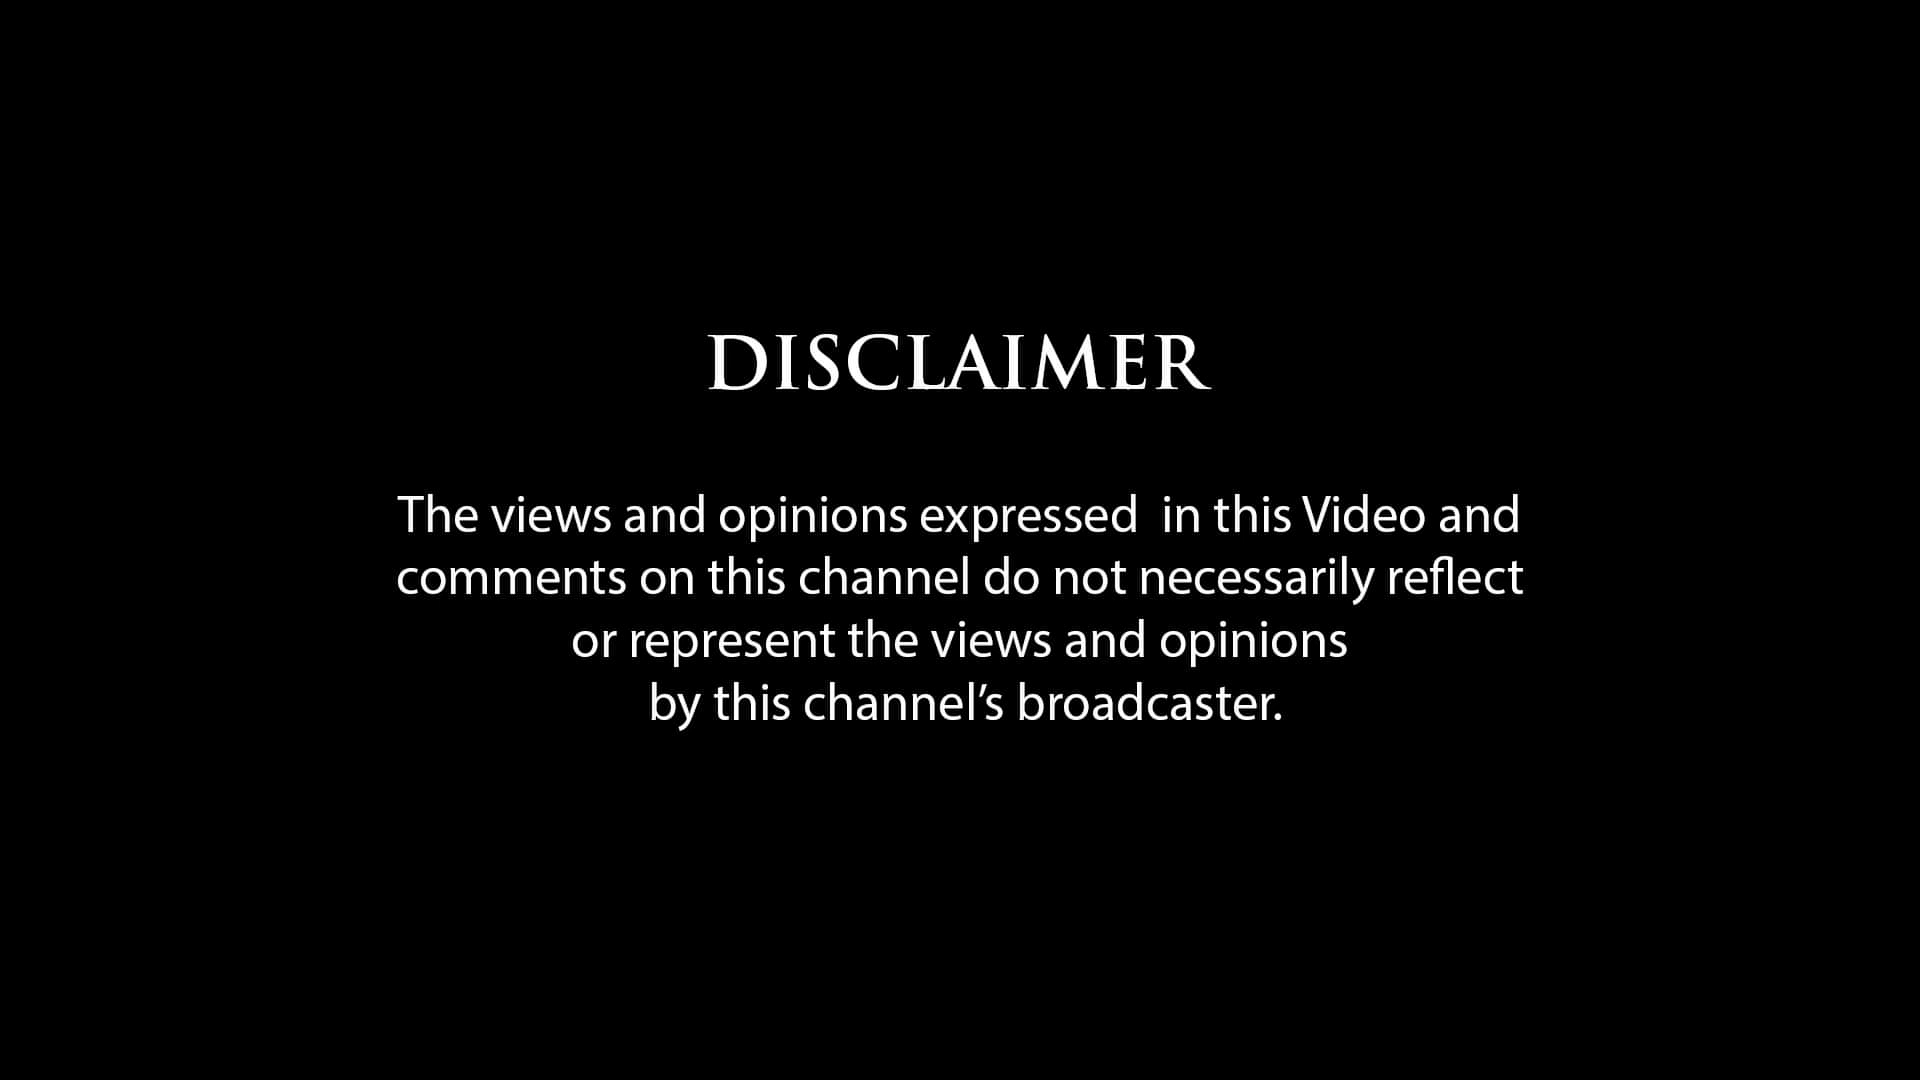 DISCLAIMER
The views and opinions expressed  in this Video and
comments on this channel do not necessarily reflect
or represent the views and opinions
by this channel’s broadcaster.